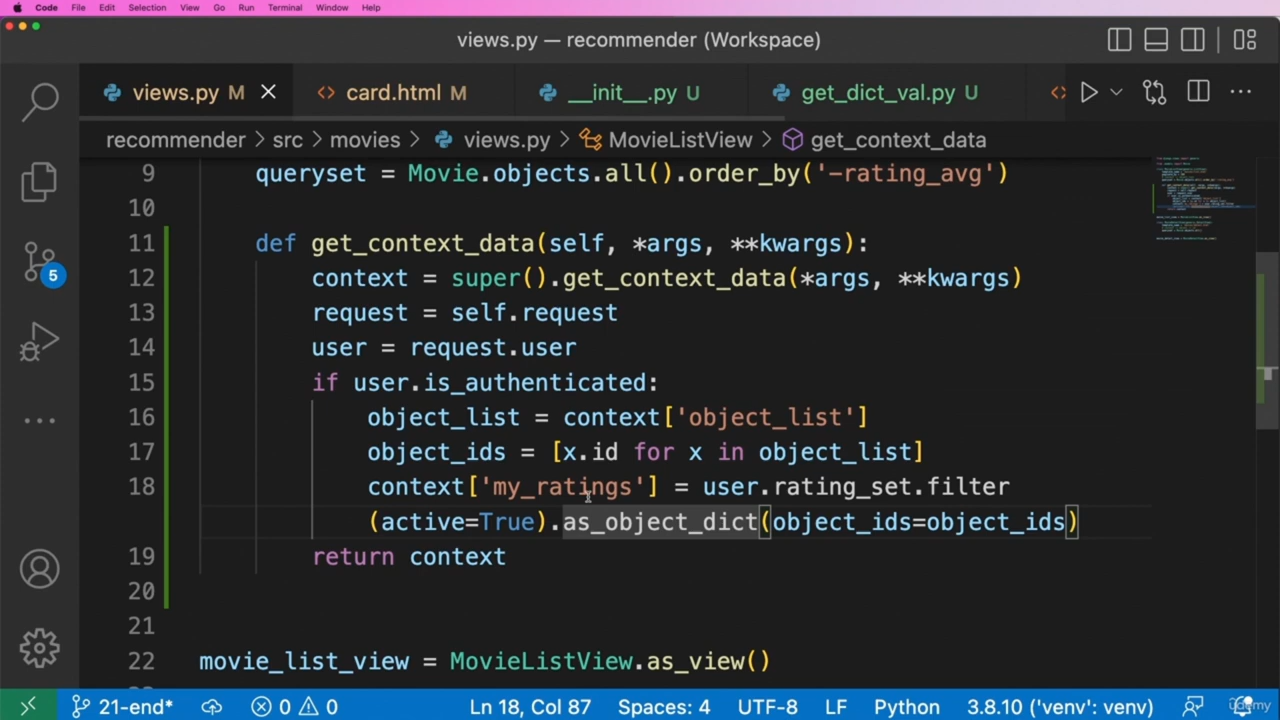 Code File Edit Selection View Go Run Terminal Window Help
views.py — recommender (Workspace)
views.py M card.html M __init__.py U get_dict_val.py U
recommender > src > movies > views.py > MovieListView > get_context_data
9 queryset = Movie.objects.all().order_by('-rating_avg')
10
11 def get_context_data(self, *args, **kwargs):
12 context = super().get_context_data(*args, **kwargs)
13 request = self.request
14 user = request.user
15 if user.is_authenticated:
16 object_list = context['object_list']
17 object_ids = [x.id for x in object_list]
18 context['my_ratings'] = user.rating_set.filter
(active=True).as_object_dict(object_ids=object_ids)
19 return context
20
21
22 movie_list_view = MovieListView.as_view()
5
21-end* 0 0 Ln 18, Col 87 Spaces: 4 UTF-8 LF Python 3.8.10 ('venv': venv)
udemy